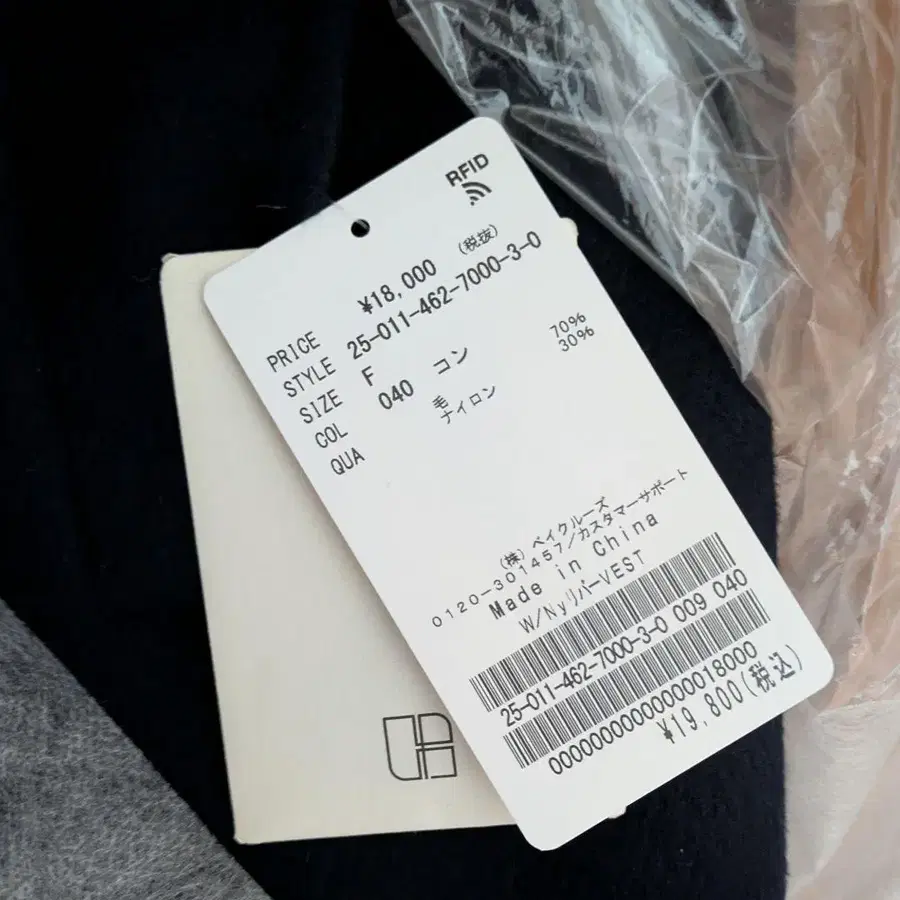 RFID
PRICE ¥18,000 (税抜)
STYLE 25-011-462-7000-3-0
SIZE F
COL 040 コン
QUA 毛 70%
ナイロン 30%
(株) ベイクルーズ
0120-301457/カスタマーサポート
Made in China
W/NyリバーVEST
25-011-462-7000-3-0 009 040
0000000000000018000
¥19,800(税込)